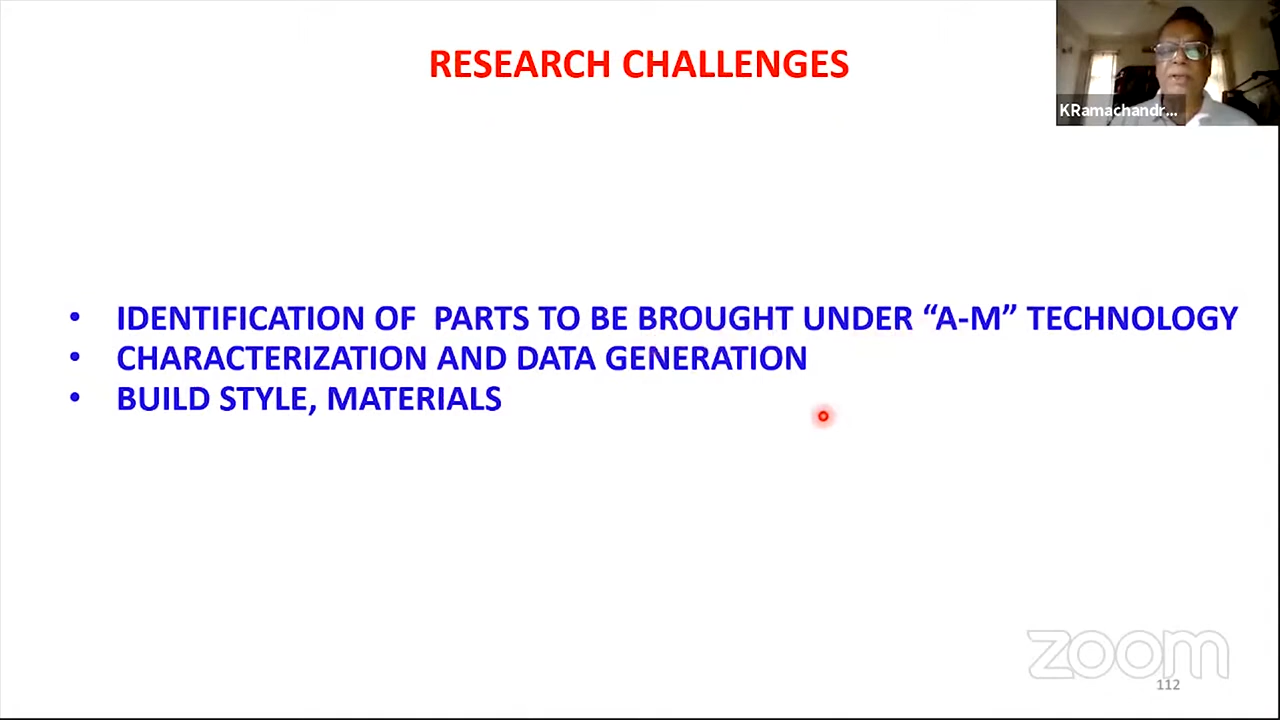 RESEARCH CHALLENGES
KRamachandr...
• IDENTIFICATION OF PARTS TO BE BROUGHT UNDER “A-M” TECHNOLOGY
• CHARACTERIZATION AND DATA GENERATION
• BUILD STYLE, MATERIALS
zoom
112